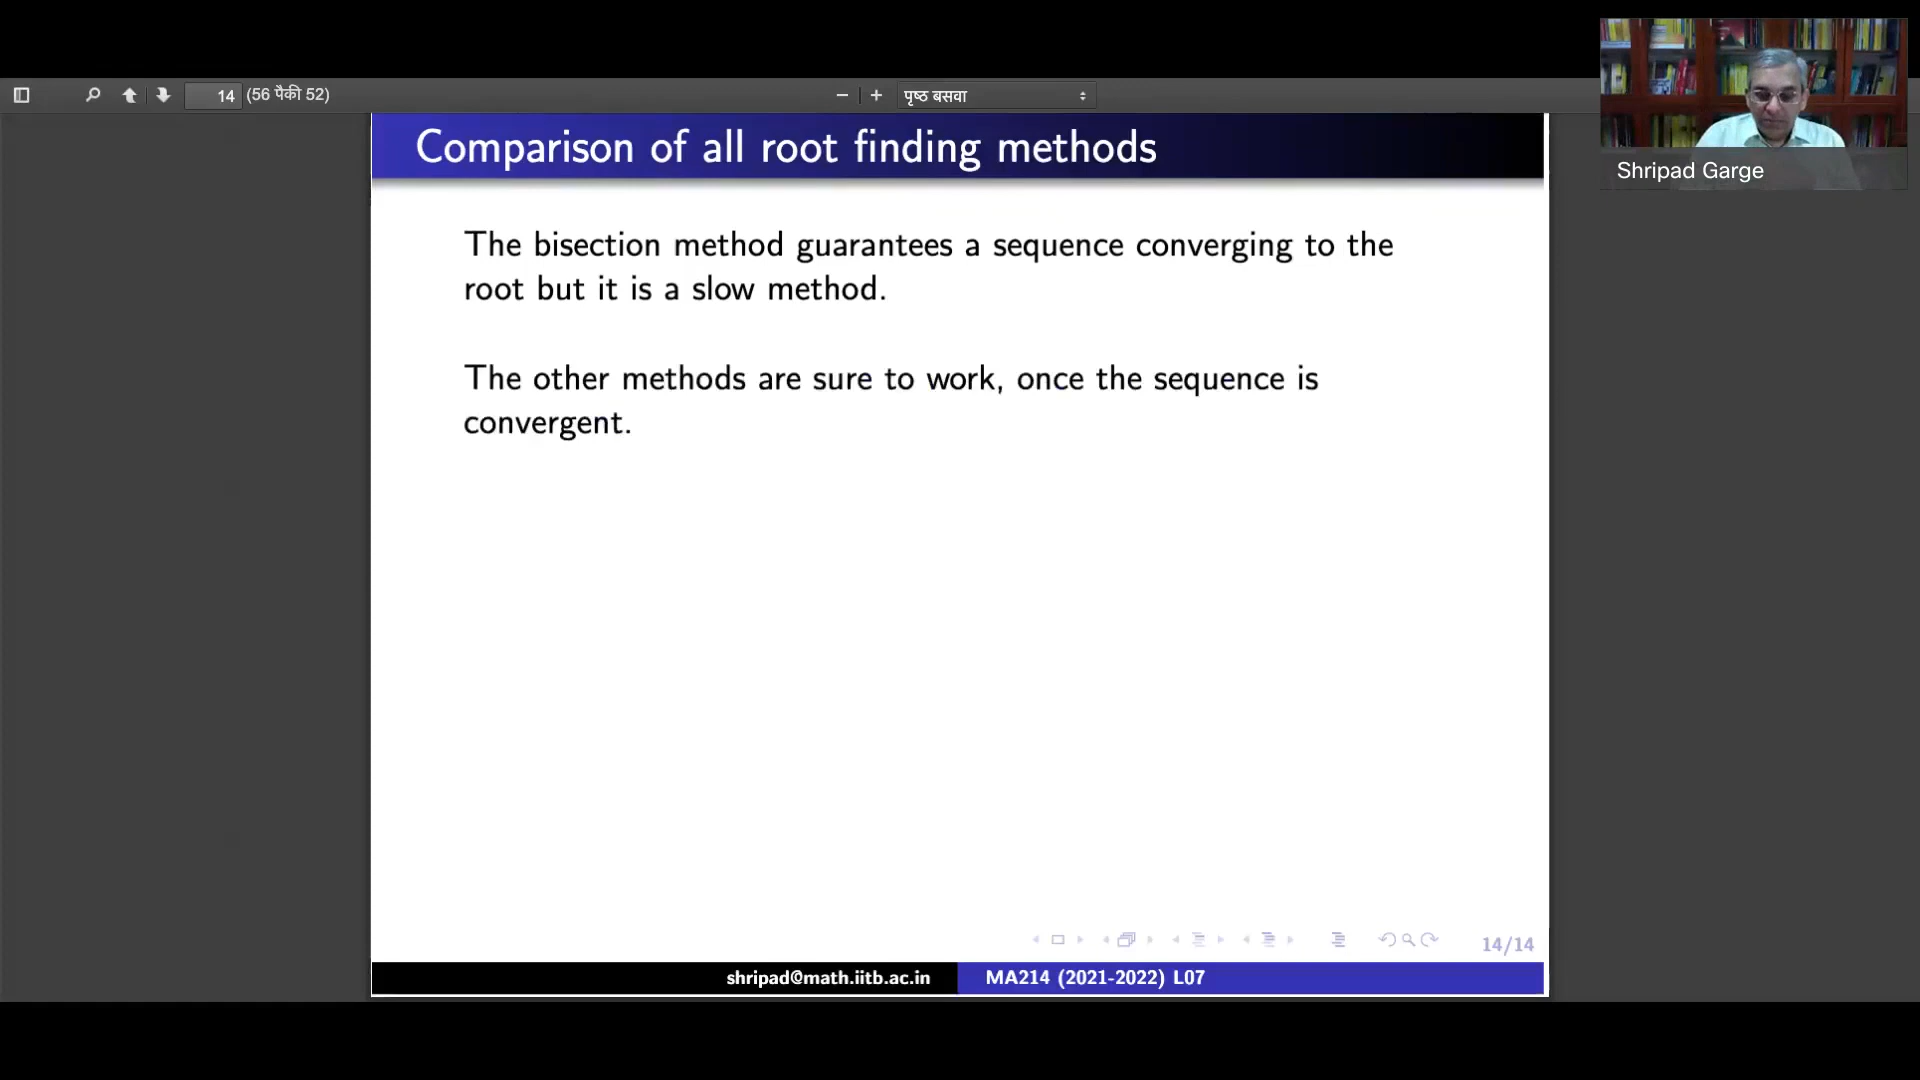 14 (56 पैकी 52)
− + पृष्ठ बसवा
Shripad Garge
Comparison of all root finding methods
The bisection method guarantees a sequence converging to the
root but it is a slow method.
The other methods are sure to work, once the sequence is
convergent.
14/14
shripad@math.iitb.ac.in MA214 (2021-2022) L07